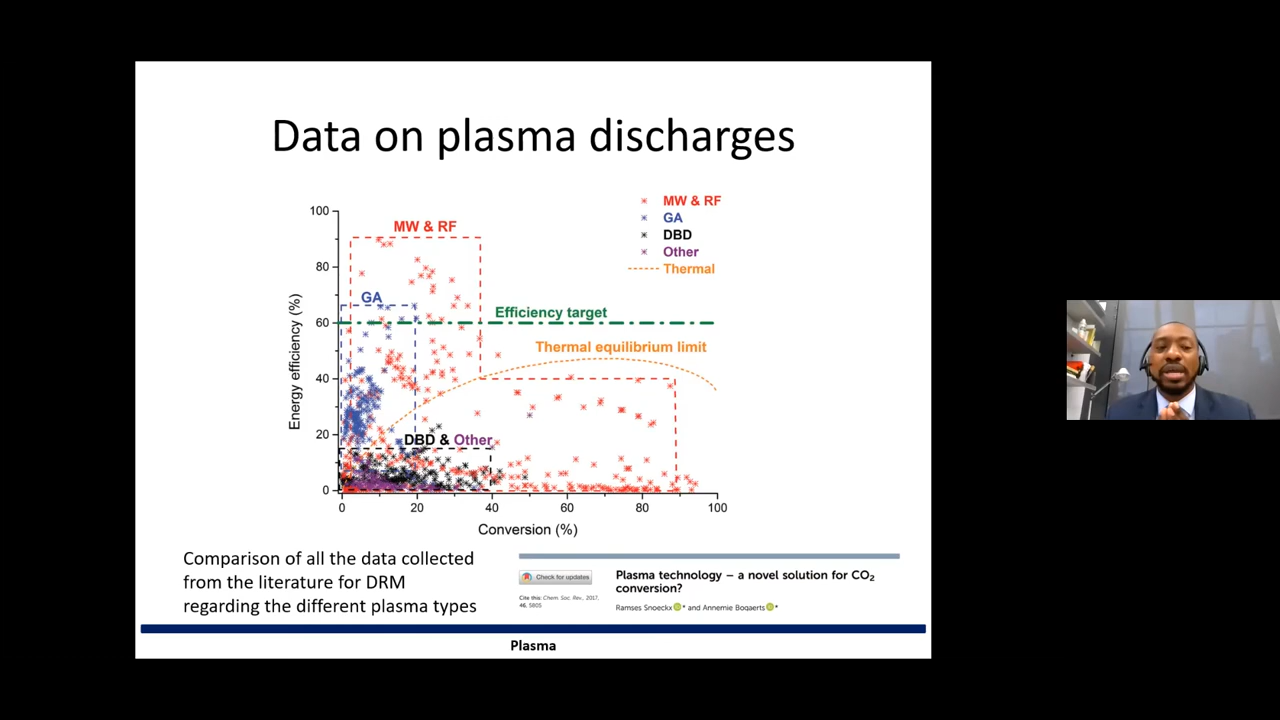 Data on plasma discharges
MW & RF
GA
DBD
Other
Thermal
100
80
60
40
20
0
Energy efficiency (%)
MW & RF
GA
Efficiency target
Thermal equilibrium limit
DBD & Other
0
20
40
60
80
100
Conversion (%)
Comparison of all the data collected
from the literature for DRM
regarding the different plasma types
Check for updates
Cite this: Chem. Soc. Rev., 2017,
46, 5805
Plasma technology – a novel solution for CO₂
conversion?
Ramses Snoeckx * and Annemie Bogaerts *
Plasma